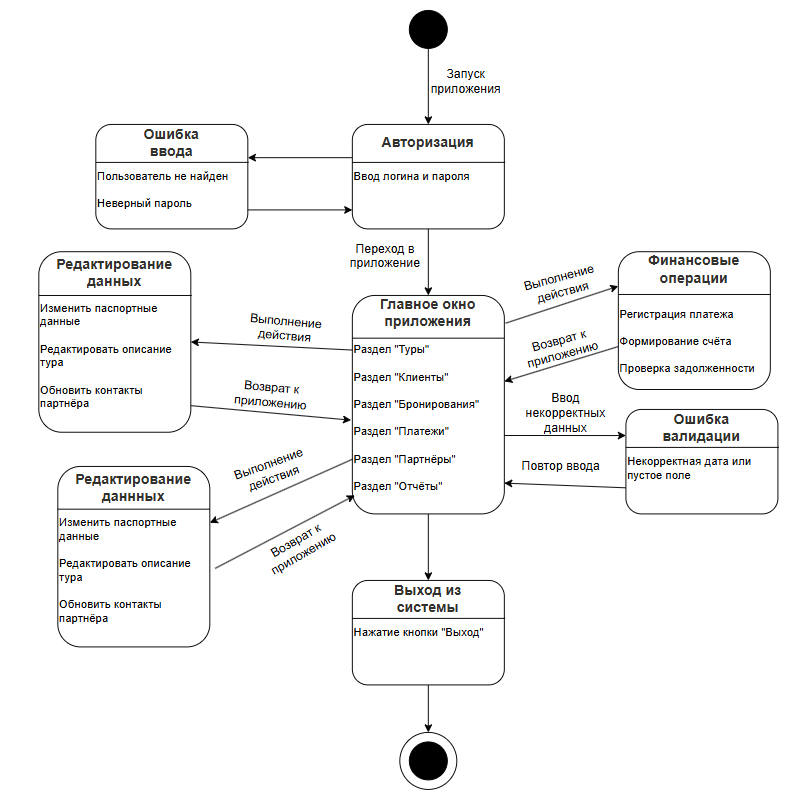 Запуск
приложения
Ошибка
ввода
Пользователь не найден
Неверный пароль
Авторизация
Ввод логина и пароля
Переход в
приложение
Редактирование
данных
Изменить паспортные
данные
Редактировать описание
тура
Обновить контакты
партнёра
Выполнение
действия
Возврат к
приложению
Главное окно
приложения
Раздел "Туры"
Раздел "Клиенты"
Раздел "Бронирования"
Раздел "Платежи"
Раздел "Партнёры"
Раздел "Отчёты"
Выполнение
действия
Возврат к
приложению
Финансовые
операции
Регистрация платежа
Формирование счёта
Проверка задолженности
Ввод
некорректных
данных
Повтор ввода
Ошибка
валидации
Некорректная дата или
пустое поле
Редактирование
даннных
Изменить паспортные
данные
Редактировать описание
тура
Обновить контакты
партнёра
Выполнение
действия
Возврат к
приложению
Выход из
системы
Нажатие кнопки "Выход"